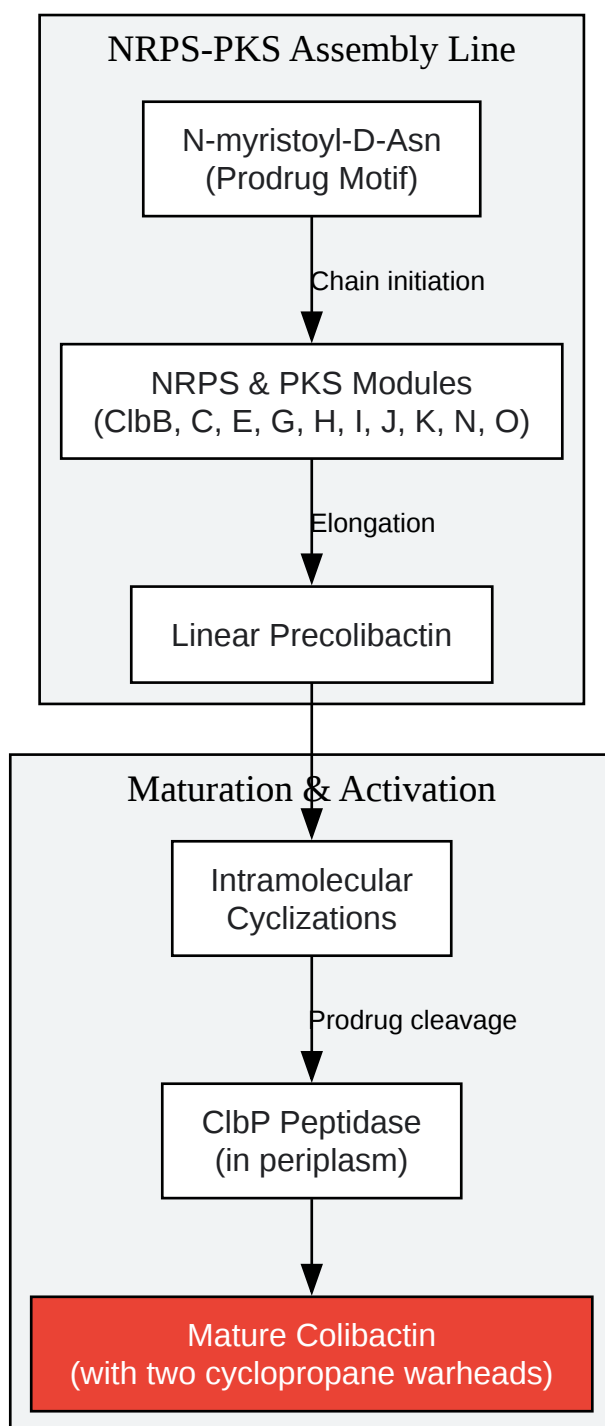 NRPS-PKS Assembly Line
N-myristoyl-D-Asn
(Prodrug Motif)
Chain initiation
NRPS & PKS Modules
(ClbB, C, E, G, H, I, J, K, N, O)
Elongation
Linear Precolibactin
Maturation & Activation
Intramolecular
Cyclizations
Prodrug cleavage
ClbP Peptidase
(in periplasm)
Mature Colibactin
(with two cyclopropane warheads)